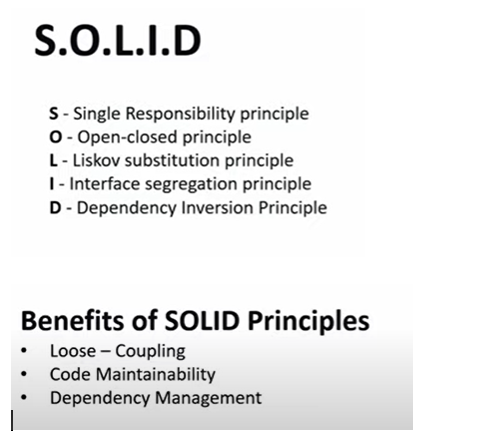 S.O.L.I.D
S - Single Responsibility principle
O - Open-closed principle
L - Liskov substitution principle
I - Interface segregation principle
D - Dependency Inversion Principle
Benefits of SOLID Principles
• Loose – Coupling
• Code Maintainability
• Dependency Management